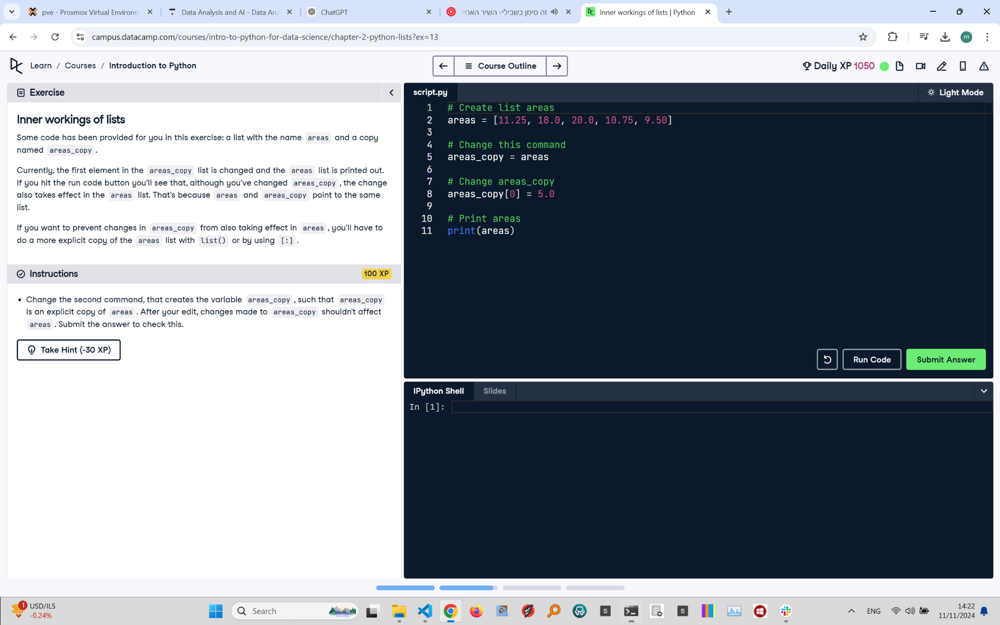 pve - Proxmox Virtual Environm
Data Analysis and AI - Data Ana
ChatGPT
זה סימן בשבילי- השיר האמי
Inner workings of lists | Python
campus.datacamp.com/courses/intro-to-python-for-data-science/chapter-2-python-lists?ex=13
m
Learn / Courses / Introduction to Python
Course Outline
Daily XP 1050
Exercise
Inner workings of lists
Some code has been provided for you in this exercise: a list with the name areas and a copy
named areas_copy .
Currently, the first element in the areas_copy list is changed and the areas list is printed out.
If you hit the run code button you'll see that, although you've changed areas_copy , the change
also takes effect in the areas list. That's because areas and areas_copy point to the same
list.
If you want to prevent changes in areas_copy from also taking effect in areas , you'll have to
do a more explicit copy of the areas list with list() or by using [:] .
Instructions
100 XP
• Change the second command, that creates the variable areas_copy , such that areas_copy
is an explicit copy of areas . After your edit, changes made to areas_copy shouldn't affect
areas . Submit the answer to check this.
Take Hint (-30 XP)
script.py
Light Mode
1 # Create list areas
2 areas = [11.25, 18.0, 20.0, 10.75, 9.50]
3
4 # Change this command
5 areas_copy = areas
6
7 # Change areas_copy
8 areas_copy[0] = 5.0
9
10 # Print areas
11 print(areas)
Run Code
Submit Answer
IPython Shell
Slides
In [1]:
1
USD/ILS
-0.24%
Search
S
S
ENG
14:22
11/11/2024